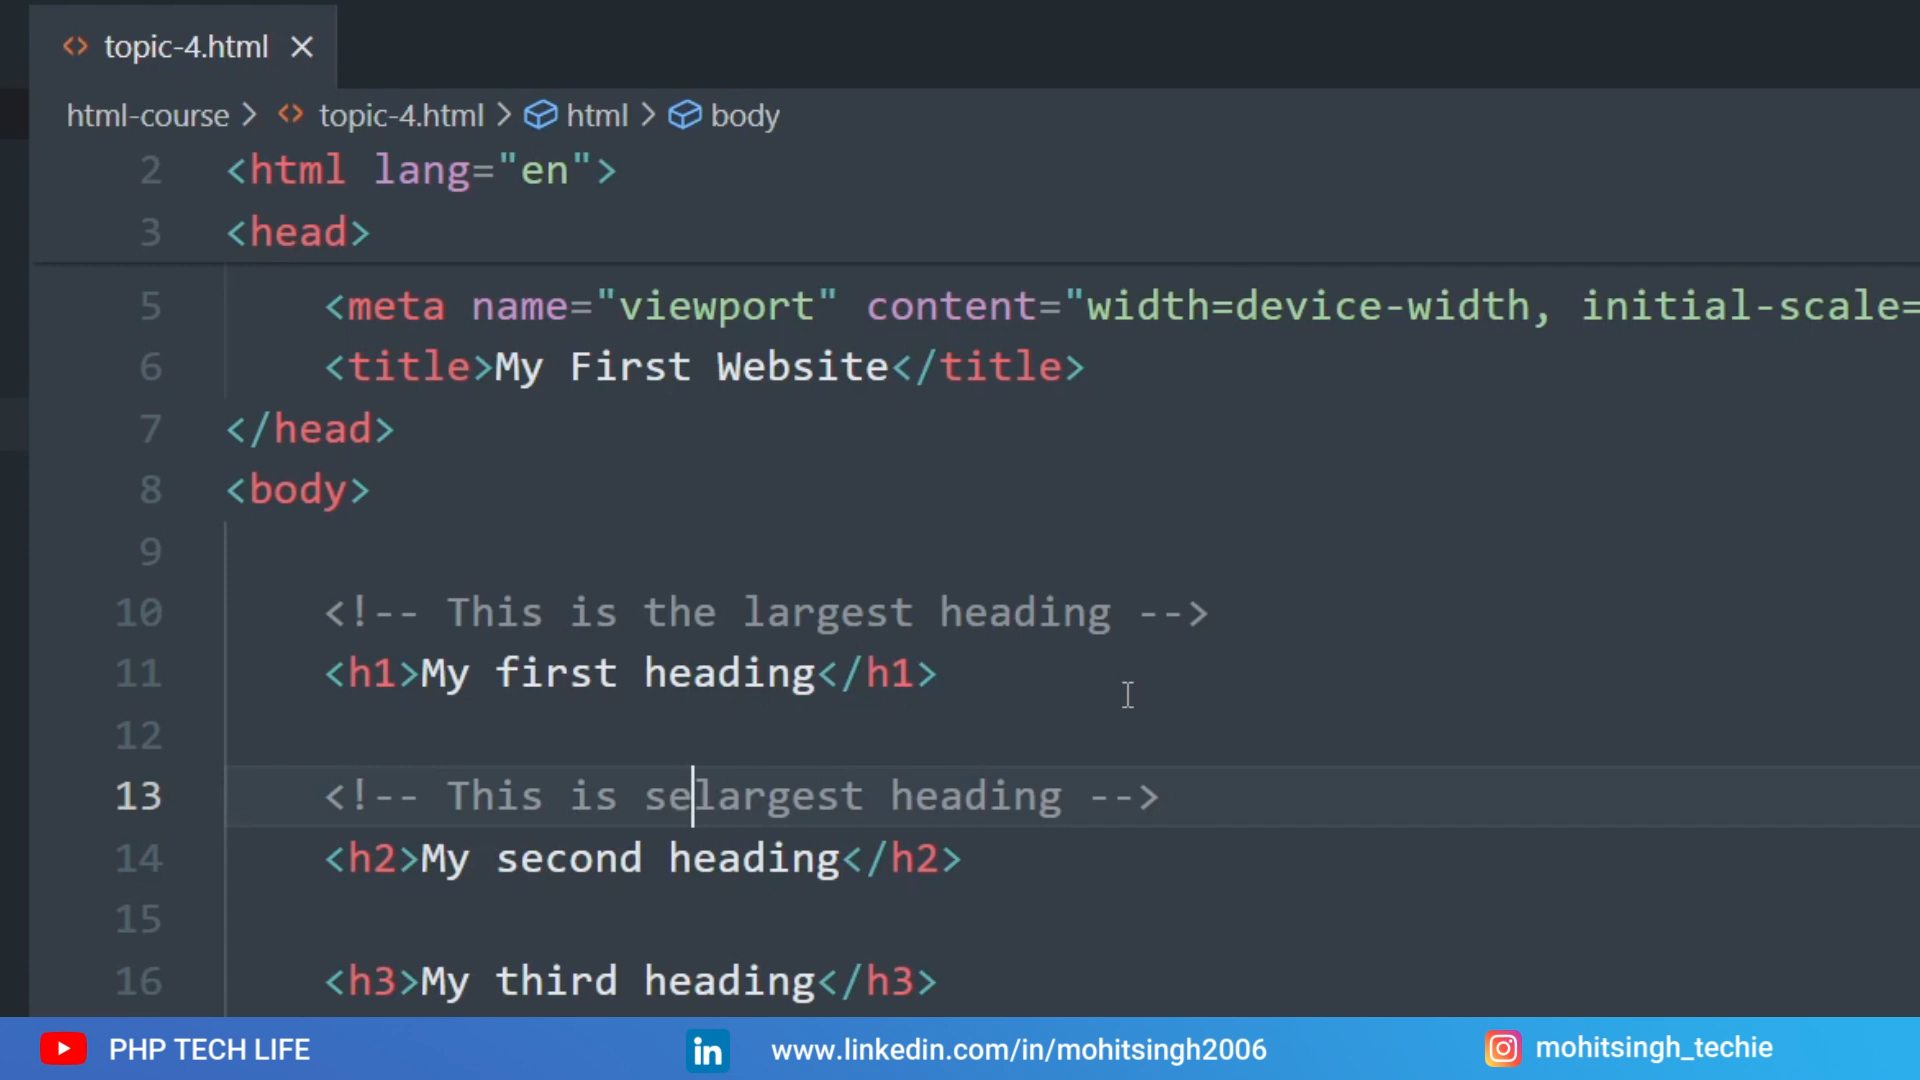 topic-4.html
html-course > topic-4.html > html > body
2 <html lang="en">
3 <head>
5 <meta name="viewport" content="width=device-width, initial-scale=
6 <title>My First Website</title>
7 </head>
8 <body>
9
10 <!-- This is the largest heading -->
11 <h1>My first heading</h1>
12
13 <!-- This is selargest heading -->
14 <h2>My second heading</h2>
15
16 <h3>My third heading</h3>
PHP TECH LIFE
in www.linkedin.com/in/mohitsingh2006
mohitsingh_techie